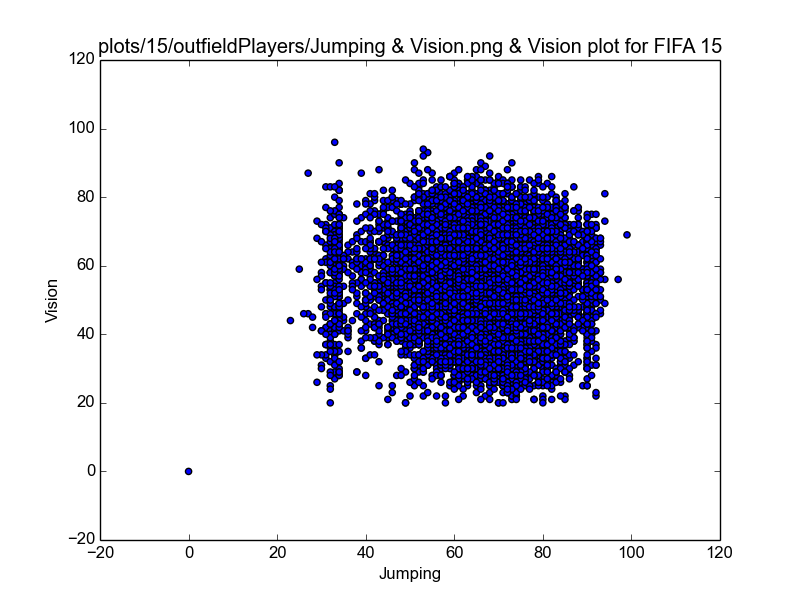 plots/15/outfieldPlayers/Jumping & Vision.png & Vision plot for FIFA 15
120
100
80
60
40
20
0
−20
Vision
−20 0 20 40 60 80 100 120
Jumping